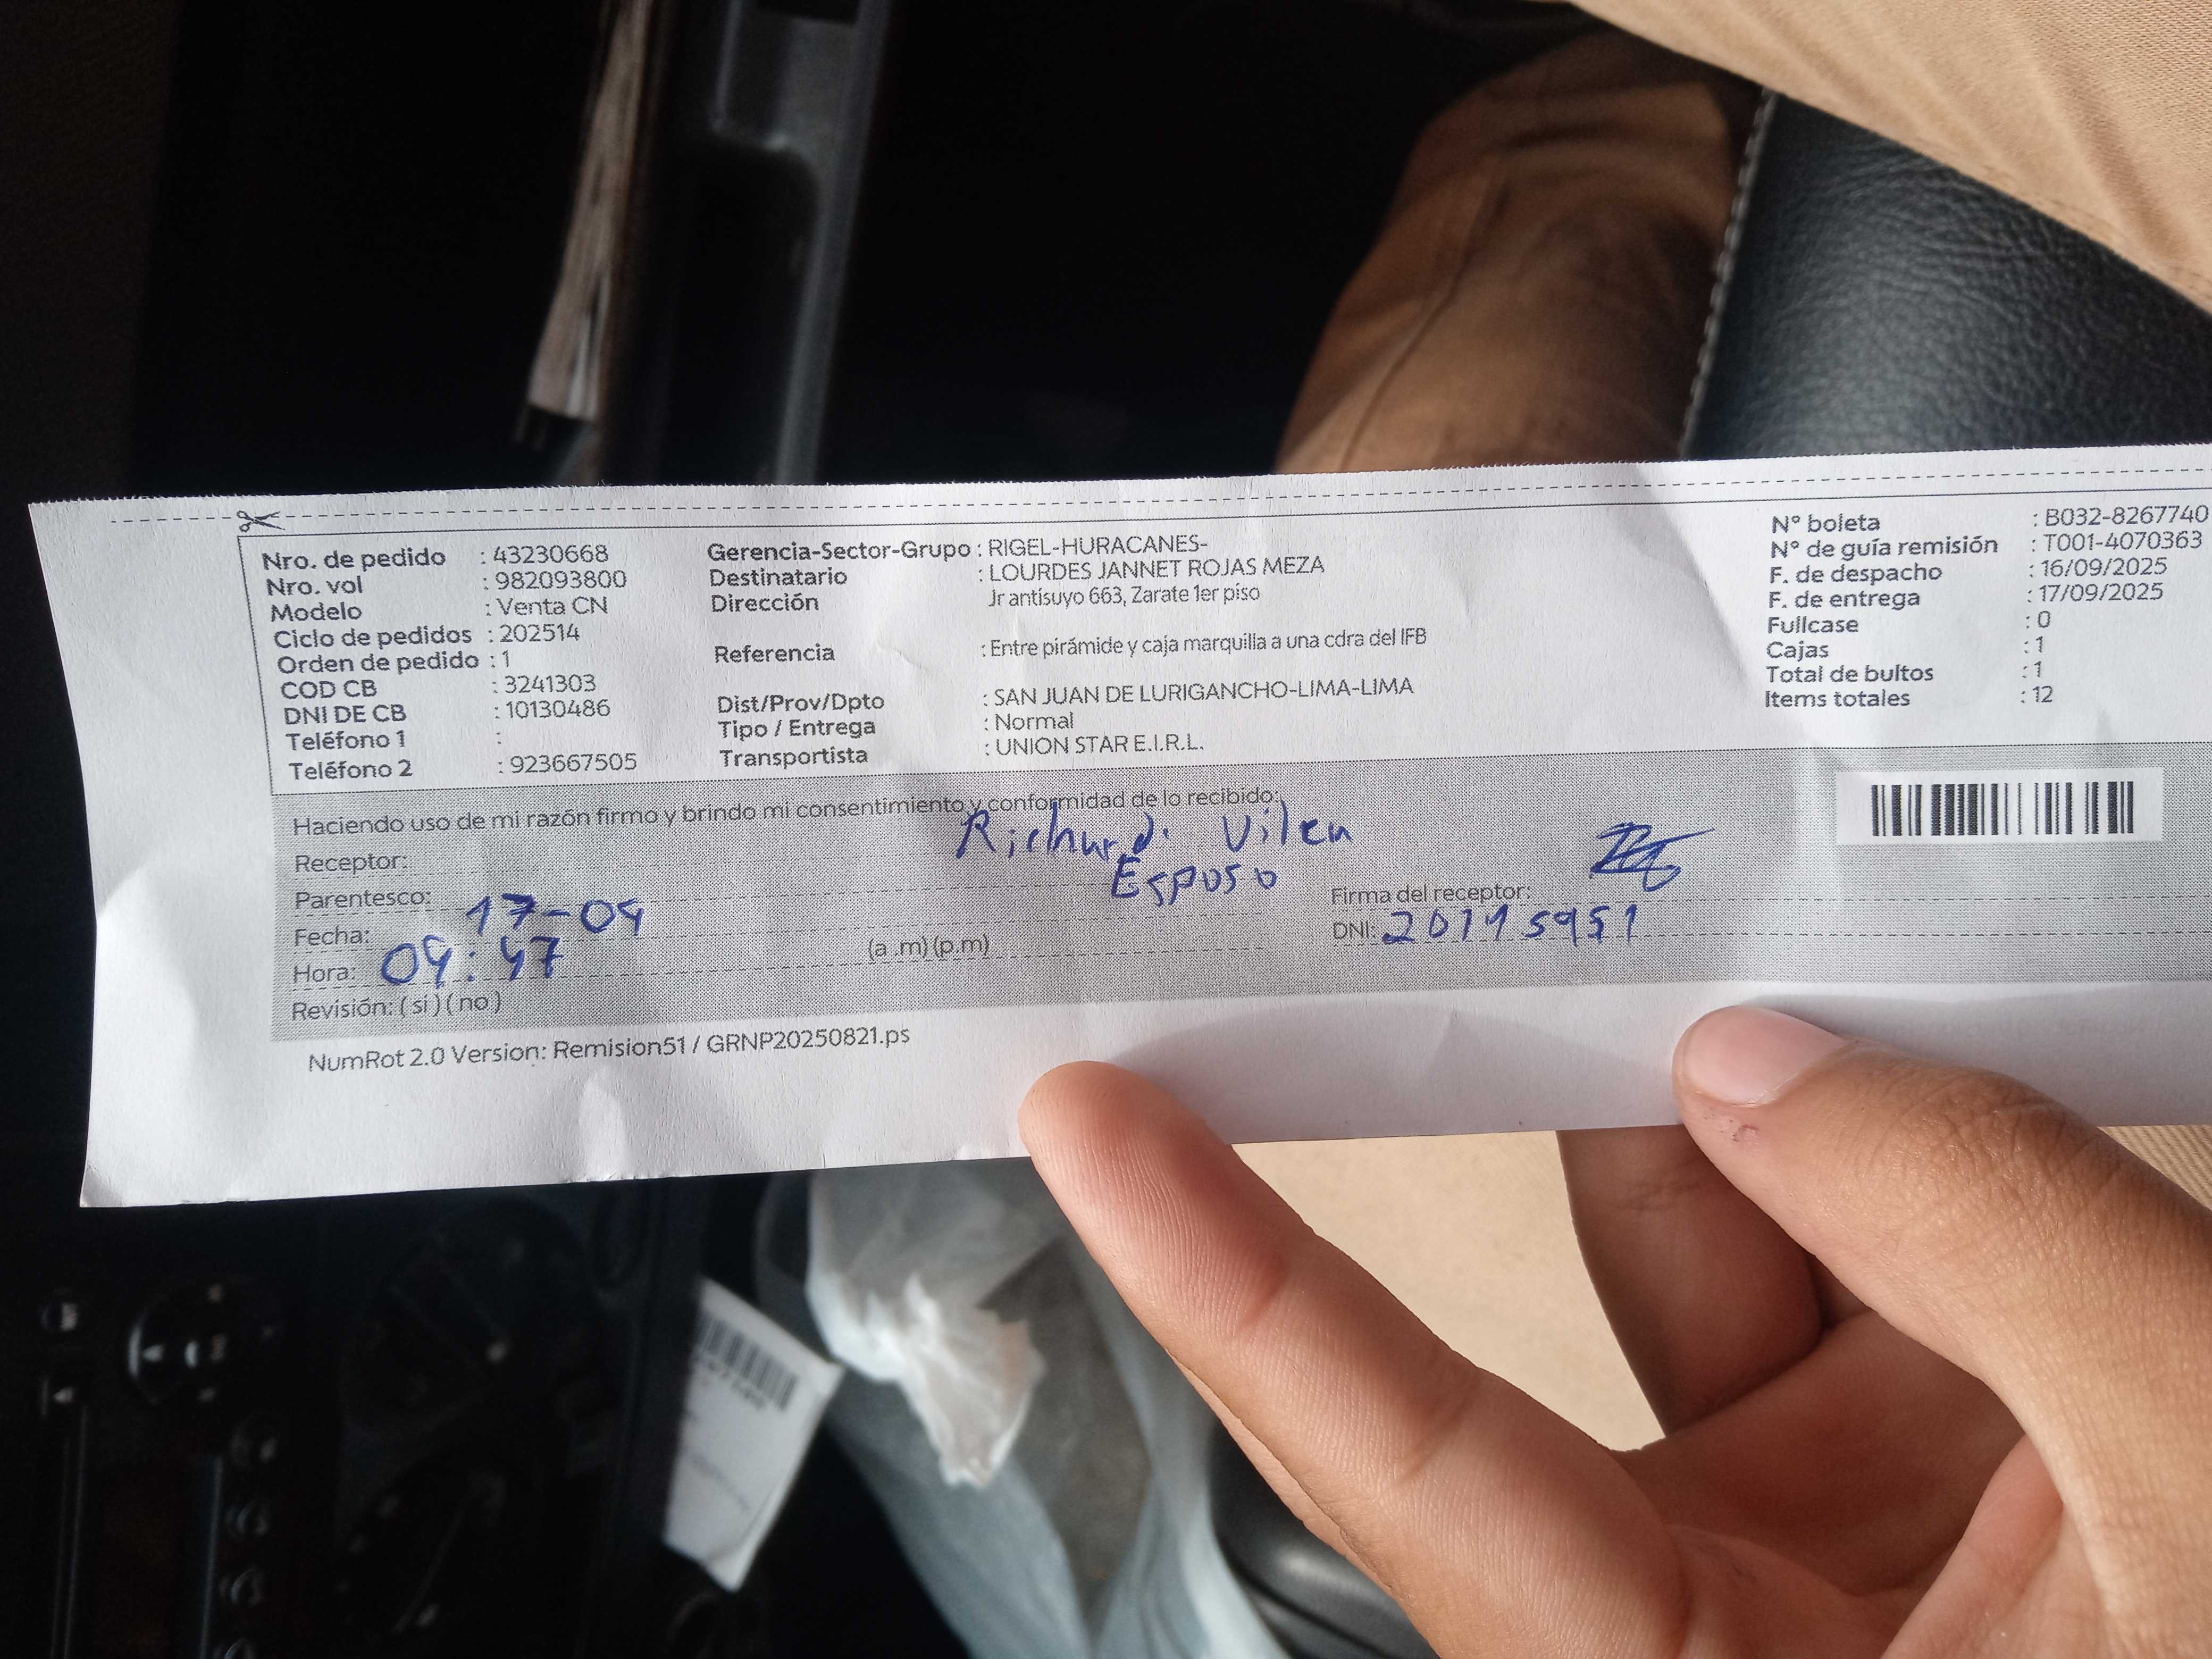 Nro. de pedido : 43230668
Nro. vol : 982093800
Modelo : Venta CN
Ciclo de pedidos : 202514
Orden de pedido : 1
COD CB : 3241303
DNI DE CB : 10130486
Teléfono 1 :
Teléfono 2 : 923667505
Gerencia-Sector-Grupo : RIGEL-HURACANES-
Destinatario : LOURDES JANNET ROJAS MEZA
Dirección Jr antisuyo 663, Zarate 1er piso
Referencia : Entre pirámide y caja marquilla a una cdra del IFB
Dist/Prov/Dpto : SAN JUAN DE LURIGANCHO-LIMA-LIMA
Tipo / Entrega : Normal
Transportista : UNION STAR E.I.R.L.
N° boleta : B032-8267740
N° de guía remisión : T001-4070363
F. de despacho : 16/09/2025
F. de entrega : 17/09/2025
Fullcase : 0
Cajas : 1
Total de bultos : 1
Items totales : 12
Haciendo uso de mi razón firmo y brindo mi consentimiento y conformidad de lo recibido:
Receptor: Richard.
Parentesco: Esposo
Firma del receptor:
Fecha: 17-09
DNI:
Hora: 09:47 (a .m) (p.m)
Revisión: ( si ) ( no )
NumRot 2.0 Version: Remision51 / GRNP20250821.ps